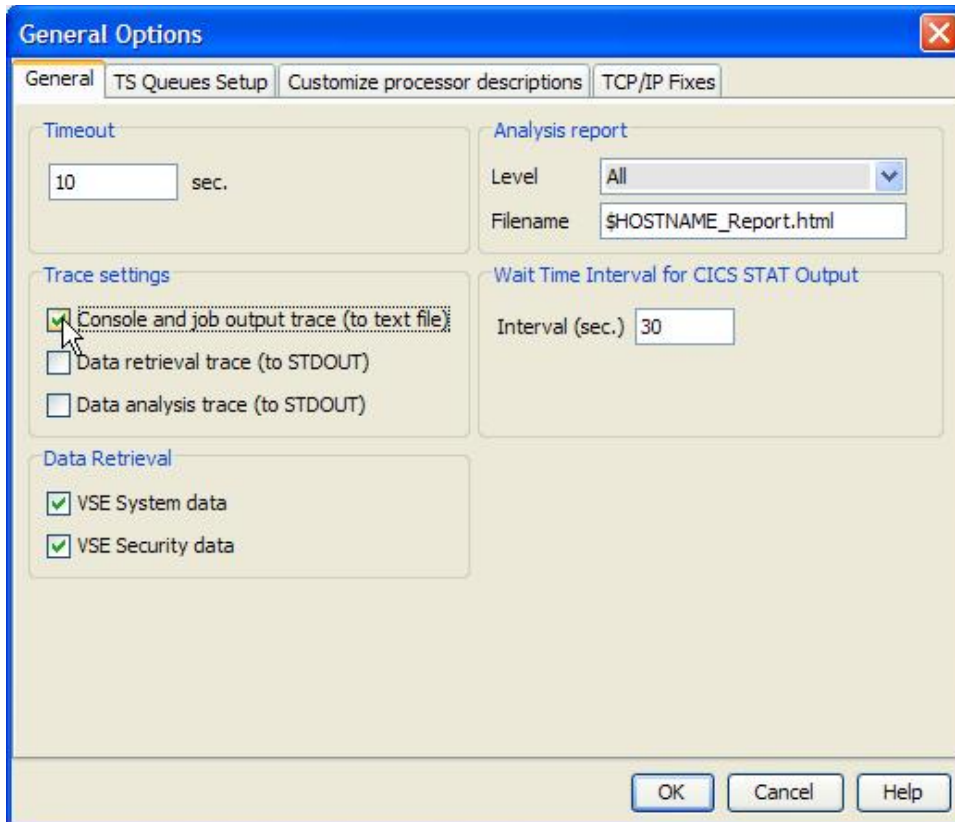 General Options
General TS Queues Setup Customize processor descriptions TCP/IP Fixes
Timeout
10 sec.
Analysis report
Level All
Filename $HOSTNAME_Report.html
Trace settings
Console and job output trace (to text file)
Data retrieval trace (to STDOUT)
Data analysis trace (to STDOUT)
Wait Time Interval for CICS STAT Output
Interval (sec.) 30
Data Retrieval
VSE System data
VSE Security data
OK Cancel Help